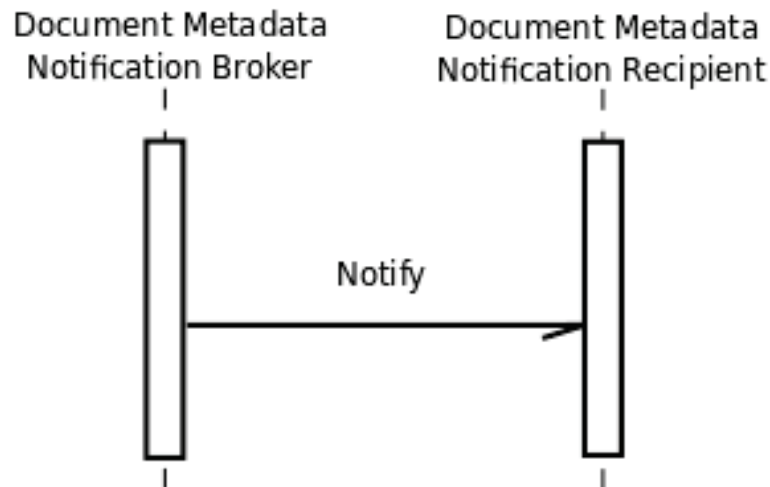 Document Metadata
Notification Broker
Document Metadata
Notification Recipient
Notify